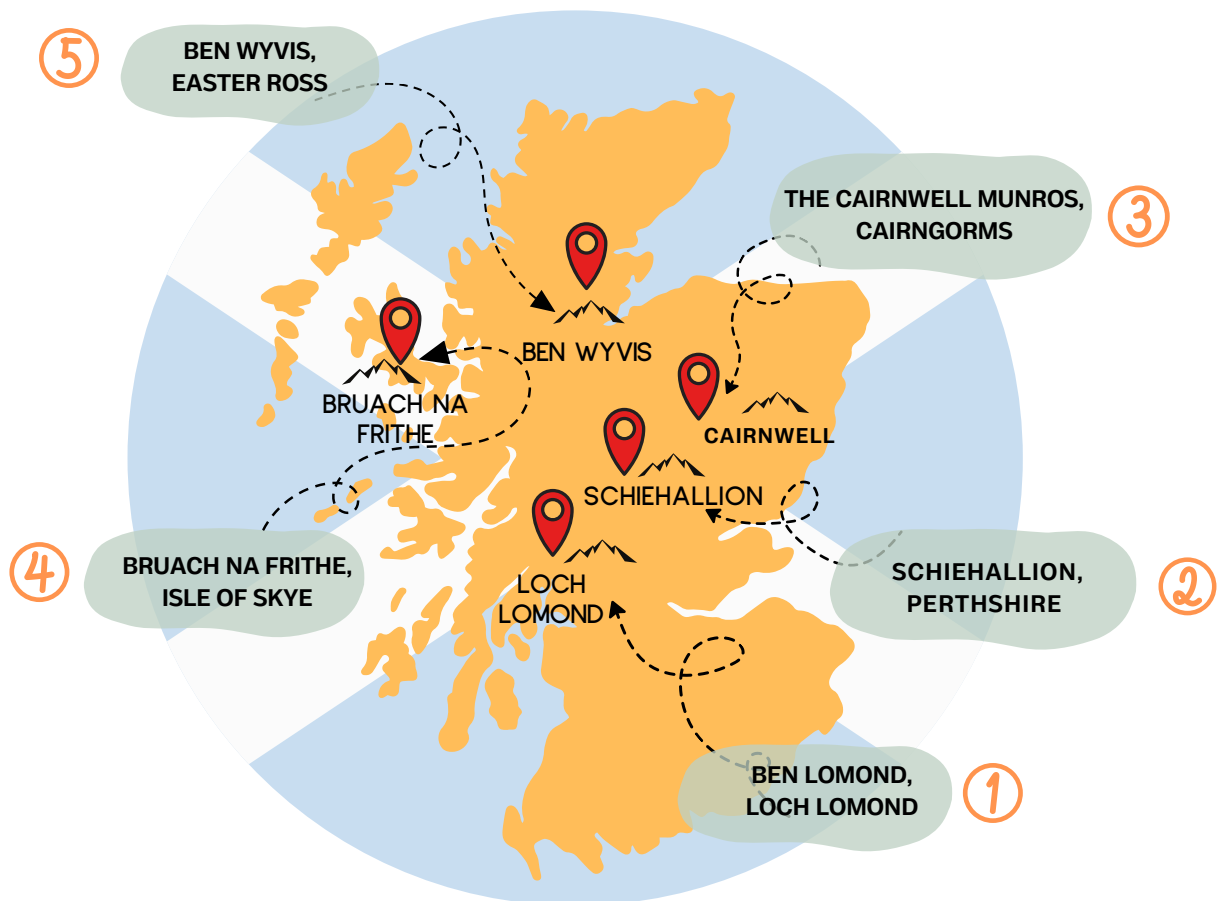 5
BEN WYVIS,
EASTER ROSS
THE CAIRNWELL MUNROS,
CAIRNGORMS
3
BEN WYVIS
BRUACH NA
FRITHE
CAIRNWELL
SCHIEHALLION
4
BRUACH NA FRITHE,
ISLE OF SKYE
LOCH
LOMOND
SCHIEHALLION,
PERTHSHIRE
2
BEN LOMOND,
LOCH LOMOND
1